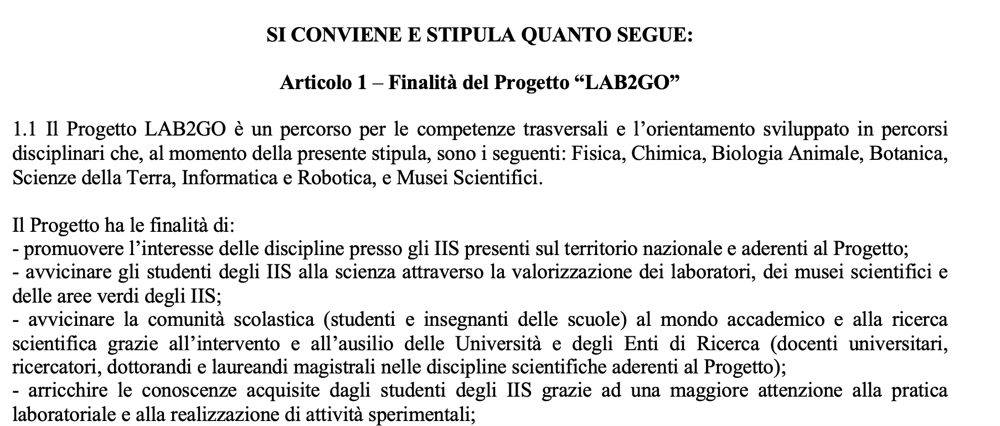 SI CONVIENE E STIPULA QUANTO SEGUE:
Articolo 1 – Finalità del Progetto “LAB2GO”
1.1 Il Progetto LAB2GO è un percorso per le competenze trasversali e l’orientamento sviluppato in percorsi
disciplinari che, al momento della presente stipula, sono i seguenti: Fisica, Chimica, Biologia Animale, Botanica,
Scienze della Terra, Informatica e Robotica, e Musei Scientifici.
Il Progetto ha le finalità di:
- promuovere l’interesse delle discipline presso gli IIS presenti sul territorio nazionale e aderenti al Progetto;
- avvicinare gli studenti degli IIS alla scienza attraverso la valorizzazione dei laboratori, dei musei scientifici e
delle aree verdi degli IIS;
- avvicinare la comunità scolastica (studenti e insegnanti delle scuole) al mondo accademico e alla ricerca
scientifica grazie all’intervento e all’ausilio delle Università e degli Enti di Ricerca (docenti universitari,
ricercatori, dottorandi e laureandi magistrali nelle discipline scientifiche aderenti al Progetto);
- arricchire le conoscenze acquisite dagli studenti degli IIS grazie ad una maggiore attenzione alla pratica
laboratoriale e alla realizzazione di attività sperimentali;